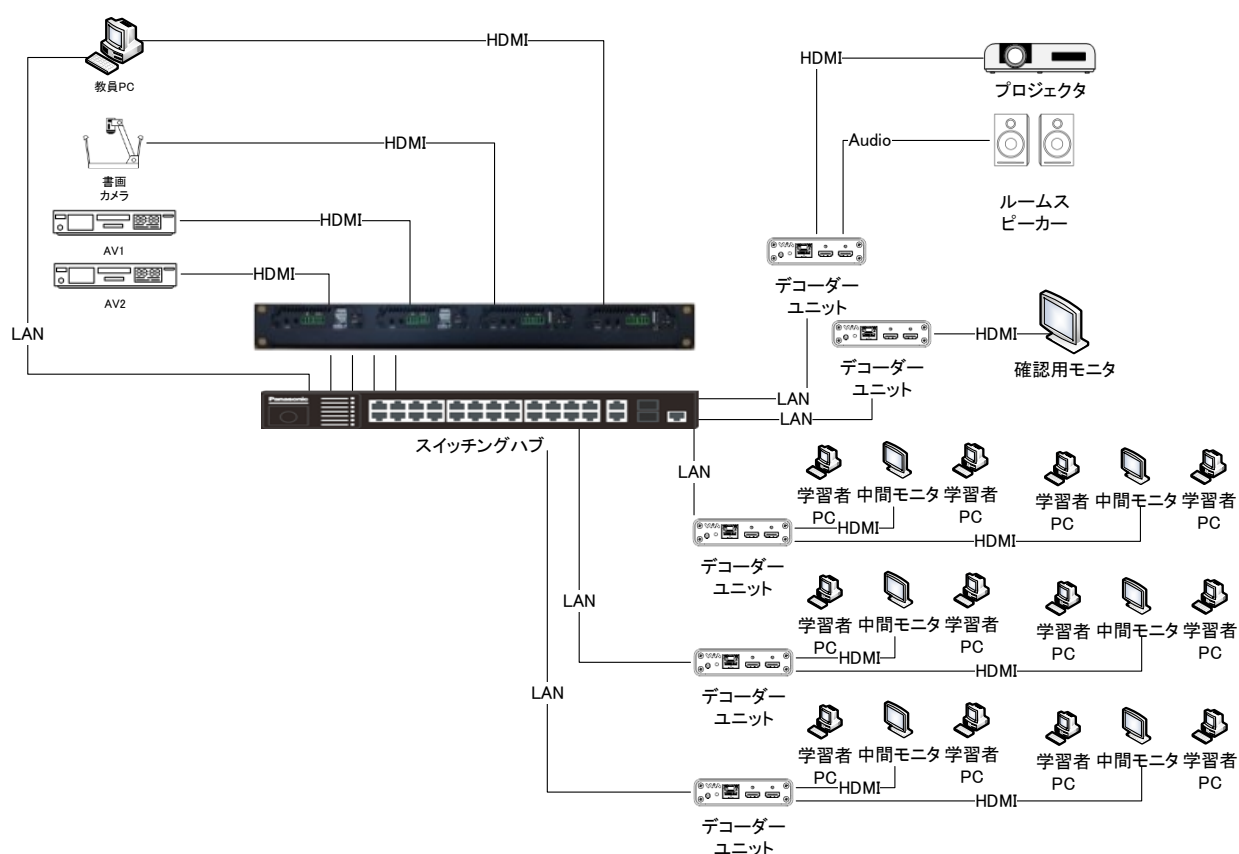 HDMI
教員PC
HDMI
書画
カメラ
HDMI
AV1
HDMI
AV2
LAN
HDMI
プロジェクタ
Audio
ルームス
ピーカー
デコーダー
ユニット
HDMI
確認用モニタ
デコーダー
ユニット
LAN
LAN
Panasonic
スイッチングハブ
LAN
学習者
PC
中間モニタ
学習者
PC
学習者
PC
中間モニタ
学習者
PC
HDMI
HDMI
デコーダー
ユニット
LAN
学習者
PC
中間モニタ
学習者
PC
学習者
PC
中間モニタ
学習者
PC
HDMI
HDMI
デコーダー
ユニット
LAN
学習者
PC
中間モニタ
学習者
PC
学習者
PC
中間モニタ
学習者
PC
HDMI
HDMI
デコーダー
ユニット